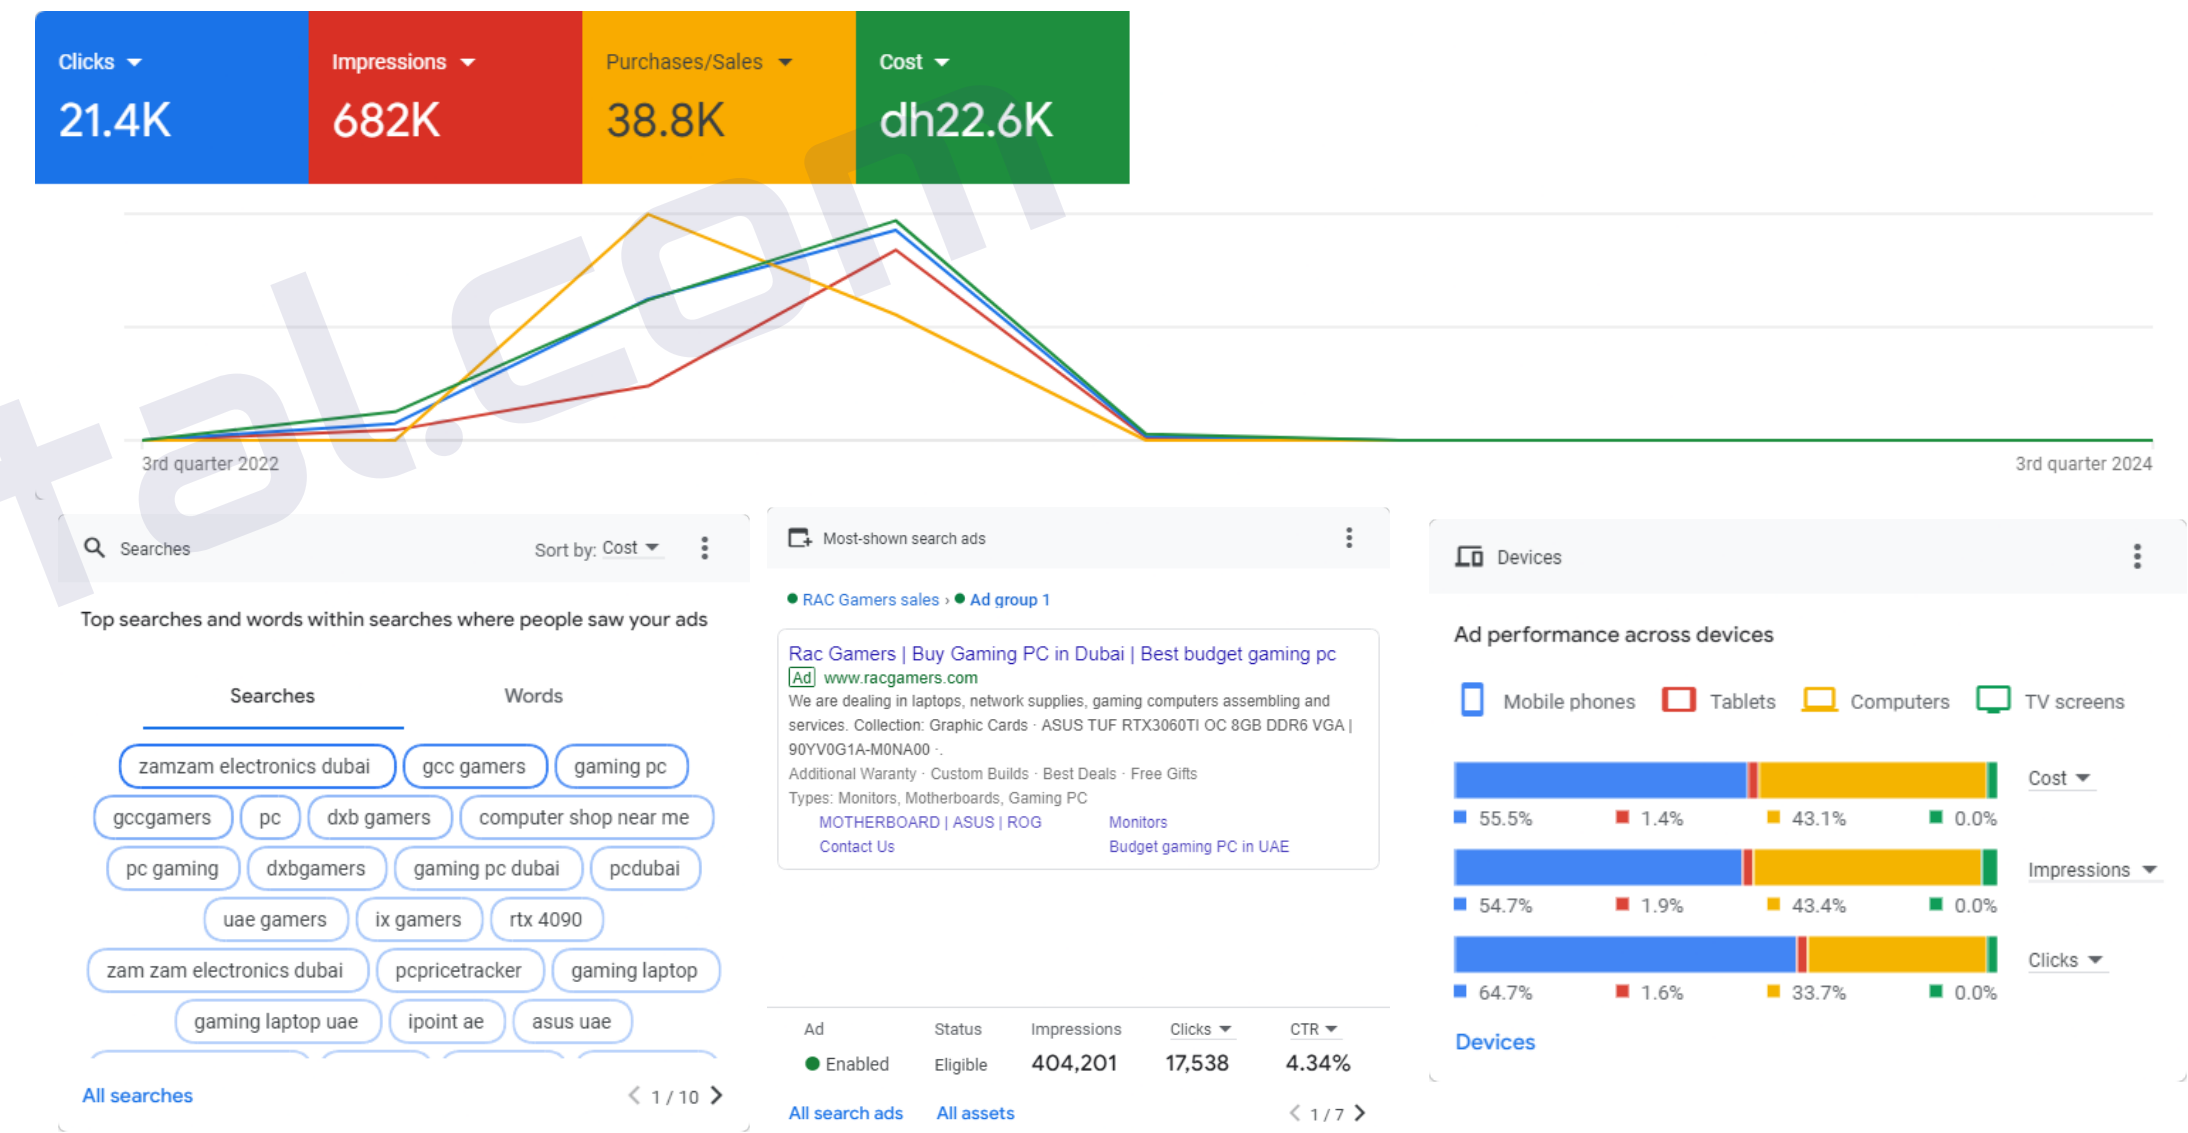 Clicks Impressions Purchases/Sales Cost
21.4K 682K 38.8K dh22.6K
tal.com
3rd quarter 2022 3rd quarter 2024
Searches Sort by: Cost
Top searches and words within searches where people saw your ads
Searches Words
zamzam electronics dubai gcc gamers gaming pc
gccgamers pc dxb gamers computer shop near me
pc gaming dxbgamers gaming pc dubai pcdubai
uae gamers ix gamers rtx 4090
zam zam electronics dubai pcpricetracker gaming laptop
gaming laptop uae ipoint ae asus uae
All searches 1 / 10
Most-shown search ads
RAC Gamers sales › Ad group 1
Rac Gamers | Buy Gaming PC in Dubai | Best budget gaming pc
Ad www.racgamers.com
We are dealing in laptops, network supplies, gaming computers assembling and
services. Collection: Graphic Cards · ASUS TUF RTX3060TI OC 8GB DDR6 VGA |
90YV0G1A-M0NA00 ·.
Additional Waranty · Custom Builds · Best Deals · Free Gifts
Types: Monitors, Motherboards, Gaming PC
MOTHERBOARD | ASUS | ROG Monitors
Contact Us Budget gaming PC in UAE
Ad Status Impressions Clicks CTR
Enabled Eligible 404,201 17,538 4.34%
All search ads All assets 1 / 7
Devices
Ad performance across devices
Mobile phones Tablets Computers TV screens
Cost
55.5% 1.4% 43.1% 0.0%
Impressions
54.7% 1.9% 43.4% 0.0%
Clicks
64.7% 1.6% 33.7% 0.0%
Devices